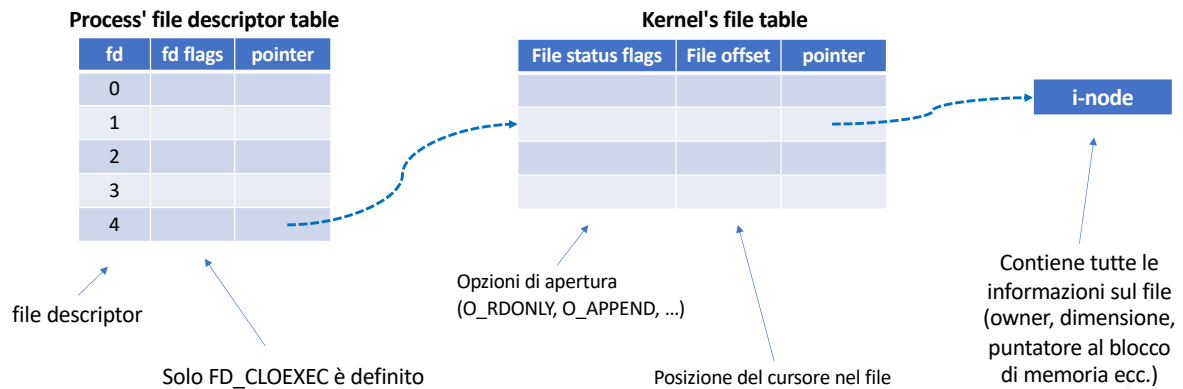 Process' file descriptor table
fd fd flags pointer
0
1
2
3
4
file descriptor
Solo FD_CLOEXEC è definito
Kernel's file table
File status flags File offset pointer
Opzioni di apertura
(O_RDONLY, O_APPEND, ...)
Posizione del cursore nel file
i-node
Contiene tutte le
informazioni sul file
(owner, dimensione,
puntatore al blocco
di memoria ecc.)